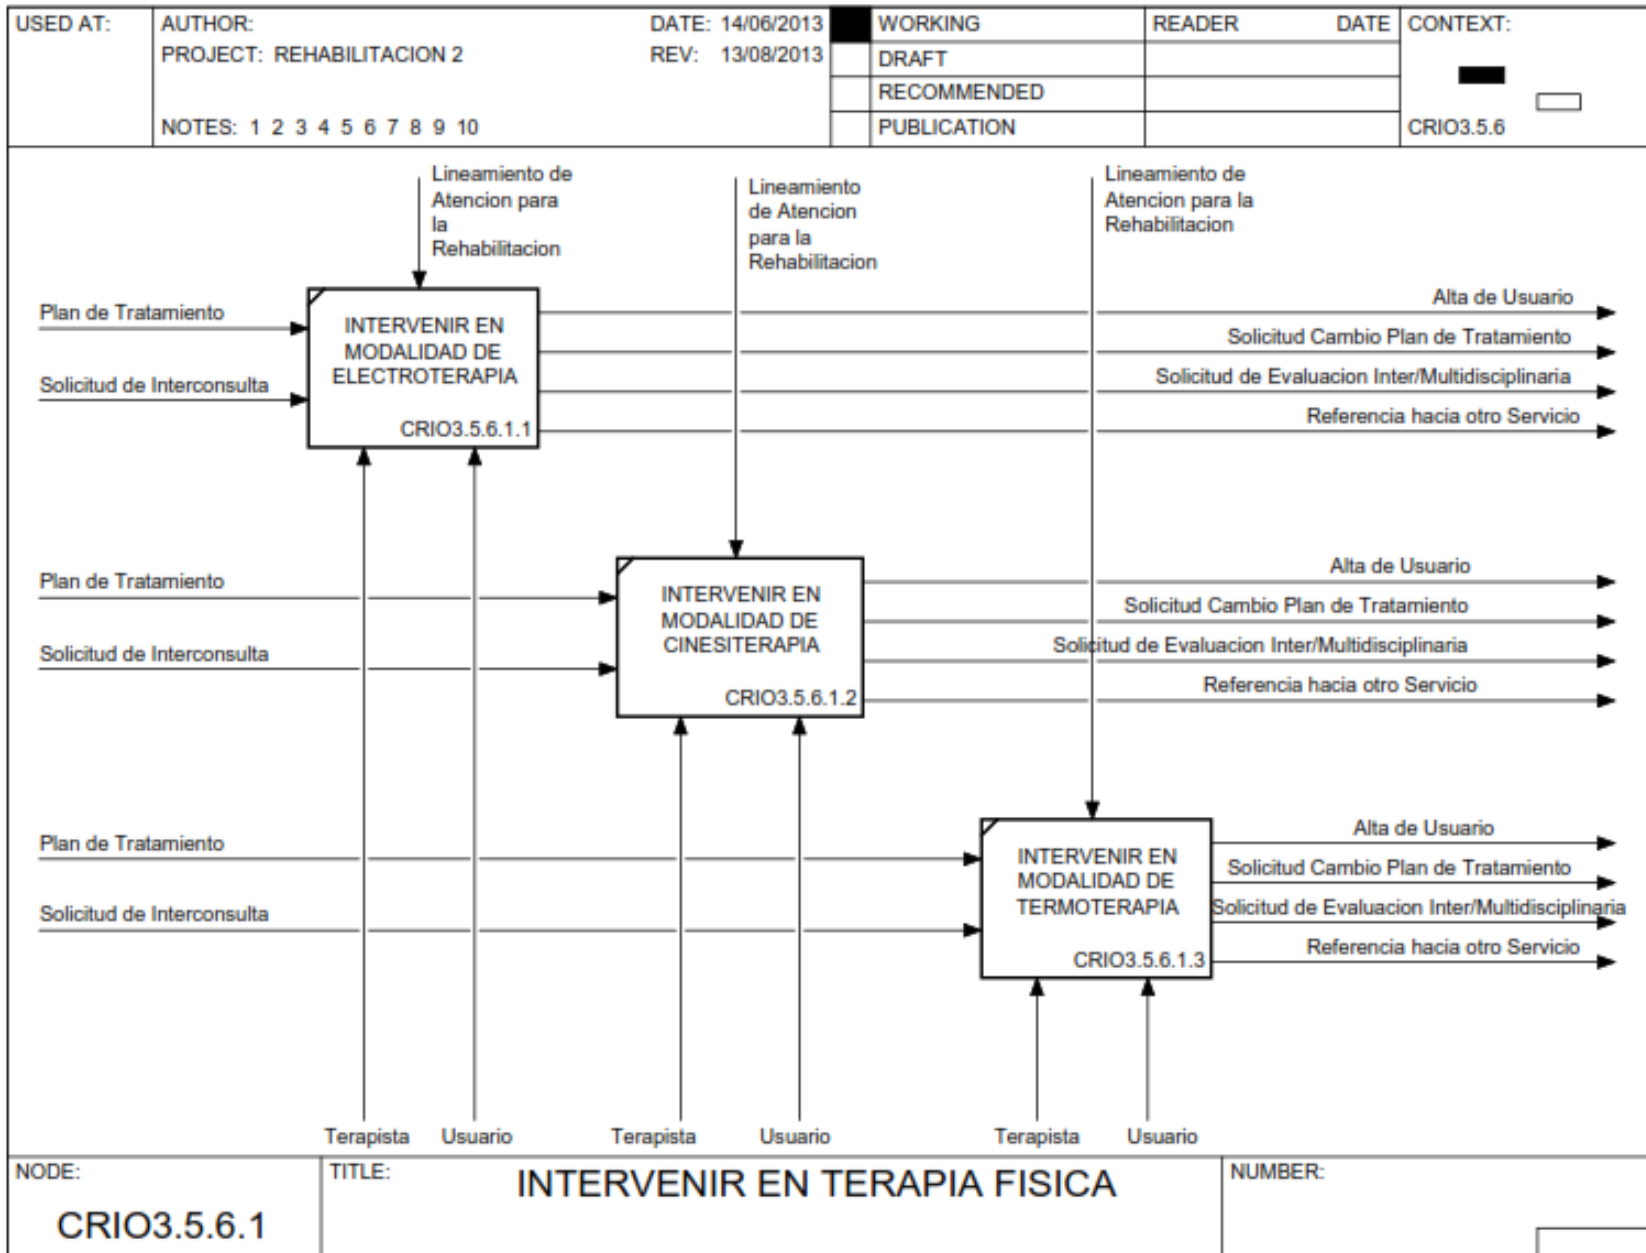 USED AT:
AUTHOR:
DATE: 14/06/2013
PROJECT: REHABILITACION 2
REV: 13/08/2013
NOTES: 1 2 3 4 5 6 7 8 9 10
WORKING
DRAFT
RECOMMENDED
PUBLICATION
READER
DATE
CONTEXT:
CRIO3.5.6
Lineamiento de
Atencion para
la
Rehabilitacion
Lineamiento
de Atencion
para la
Rehabilitacion
Lineamiento de
Atencion para la
Rehabilitacion
Plan de Tratamiento
Solicitud de Interconsulta
INTERVENIR EN
MODALIDAD DE
ELECTROTERAPIA
CRIO3.5.6.1.1
Alta de Usuario
Solicitud Cambio Plan de Tratamiento
Solicitud de Evaluacion Inter/Multidisciplinaria
Referencia hacia otro Servicio
Plan de Tratamiento
Solicitud de Interconsulta
INTERVENIR EN
MODALIDAD DE
CINESITERAPIA
CRIO3.5.6.1.2
Alta de Usuario
Solicitud Cambio Plan de Tratamiento
Solicitud de Evaluacion Inter/Multidisciplinaria
Referencia hacia otro Servicio
Plan de Tratamiento
Solicitud de Interconsulta
INTERVENIR EN
MODALIDAD DE
TERMOTERAPIA
CRIO3.5.6.1.3
Alta de Usuario
Solicitud Cambio Plan de Tratamiento
Solicitud de Evaluacion Inter/Multidisciplinaria
Referencia hacia otro Servicio
Terapista
Usuario
Terapista
Usuario
Terapista
Usuario
NODE:
CRIO3.5.6.1
TITLE:
INTERVENIR EN TERAPIA FISICA
NUMBER: